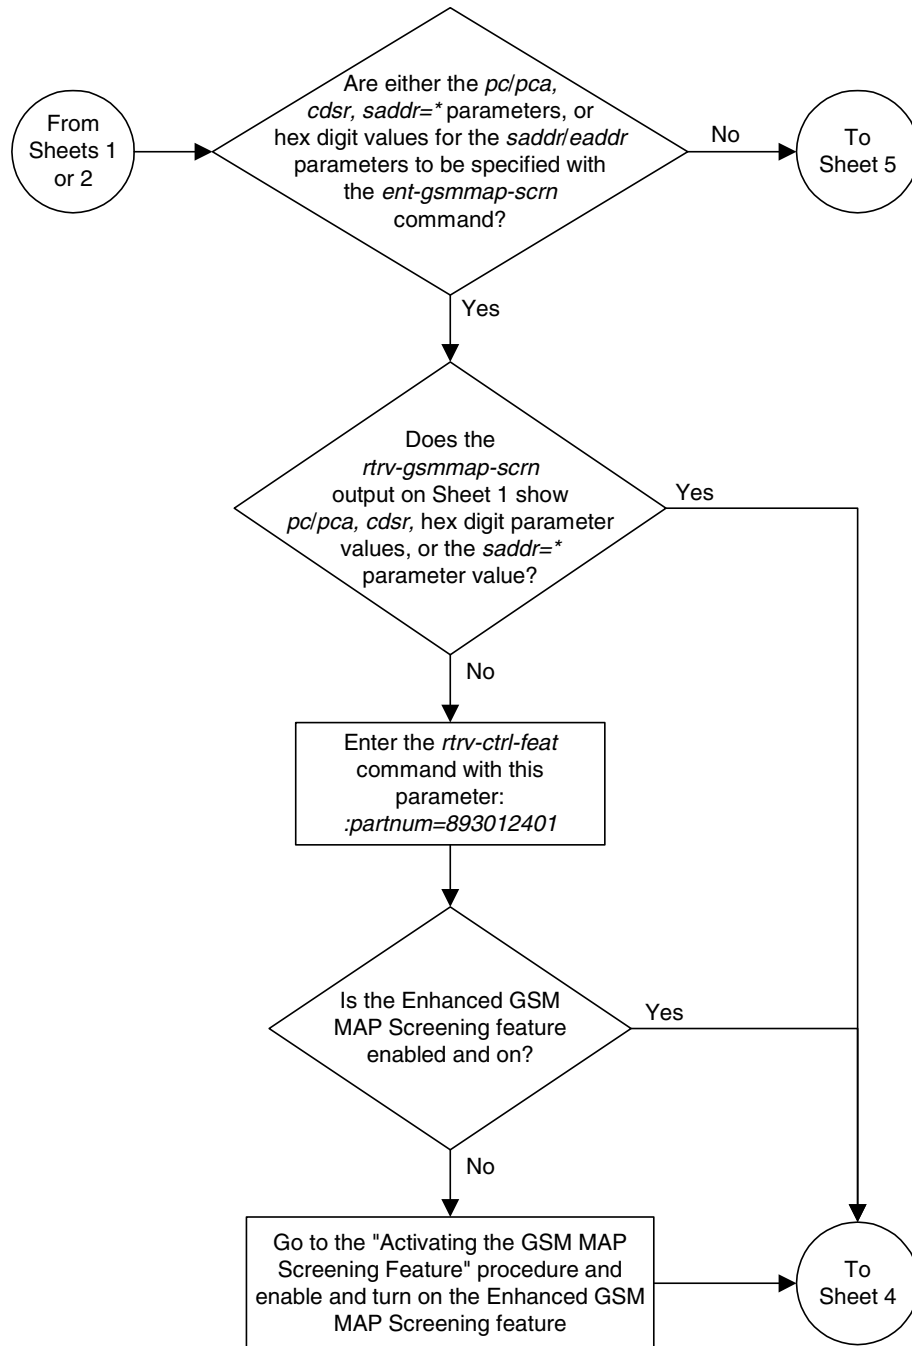 From
Sheets 1
or 2
Are either the pc/pca,
cdsr, saddr=* parameters, or
hex digit values for the saddr/eaddr
parameters to be specified with
the ent-gsmmap-scrn
command?
No
To
Sheet 5
Yes
Does the
rtrv-gsmmap-scrn
output on Sheet 1 show
pc/pca, cdsr, hex digit parameter
values, or the saddr=*
parameter value?
Yes
No
Enter the rtrv-ctrl-feat
command with this
parameter:
:partnum=893012401
Is the Enhanced GSM
MAP Screening feature
enabled and on?
Yes
No
Go to the "Activating the GSM MAP
Screening Feature" procedure and
enable and turn on the Enhanced GSM
MAP Screening feature
To
Sheet 4